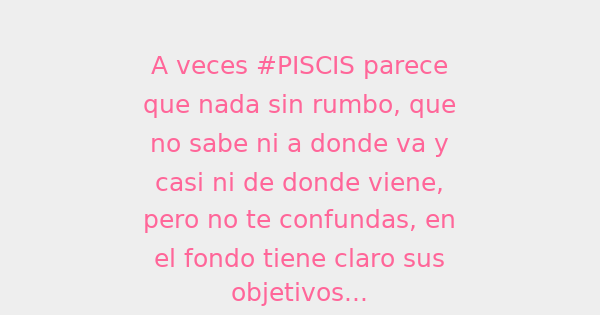 A veces #PISCIS parece
que nada sin rumbo, que
no sabe ni a donde va y
casi ni de donde viene,
pero no te confundas, en
el fondo tiene claro sus
objetivos...